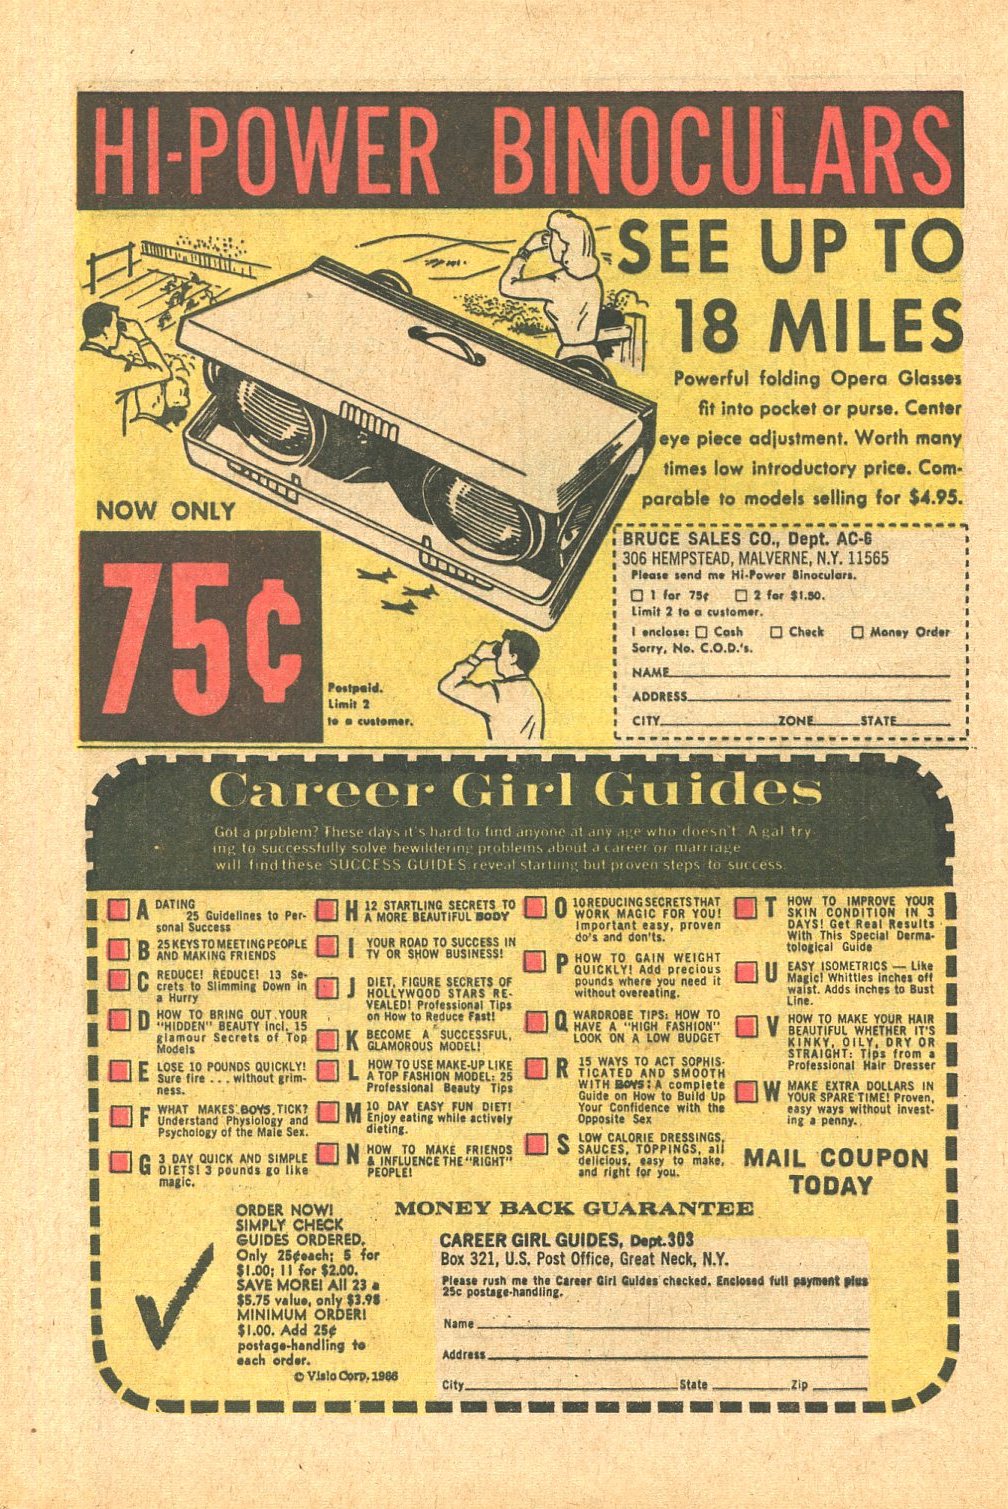 HI-POWER BINOCULARS
SEE UP TO
18 MILES
Powerful folding Opera Glasses
fit into pocket or purse. Center
eye piece adjustment. Worth many
times low introductory price. Com-
parable to models selling for $4.95.
NOW ONLY
75¢
Postpaid.
Limit 2
to a customer.
BRUCE SALES CO., Dept. AC-6
306 HEMPSTEAD, MALVERNE, N.Y. 11565
Please send me Hi-Power Binoculars.
☐ 1 for 75¢ ☐ 2 for $1.50.
Limit 2 to a customer.
I enclose: ☐ Cash ☐ Check ☐ Money Order
Sorry, No. C.O.D.'s.
NAME
ADDRESS
CITY ZONE STATE
Career Girl Guides
Got a problem? These days it's hard to find anyone at any age who doesn't. A gal try-
ing to successfully solve bewildering problems about a career or marriage
will find these SUCCESS GUIDES reveal startling but proven steps to success.
A DATING
25 Guidelines to Per-
sonal Success
B 25 KEYS TO MEETING PEOPLE
AND MAKING FRIENDS
C REDUCE! REDUCE! 13 Se-
crets to Slimming Down in
a Hurry
D HOW TO BRING OUT YOUR
"HIDDEN" BEAUTY incl. 15
glamour Secrets of Top
Models
E LOSE 10 POUNDS QUICKLY!
Sure fire . . . without grim-
ness.
F WHAT MAKES BOYS TICK?
Understand Physiology and
Psychology of the Male Sex.
G 3 DAY QUICK AND SIMPLE
DIETS! 3 pounds go like
magic.
H 12 STARTLING SECRETS TO
A MORE BEAUTIFUL BODY
I YOUR ROAD TO SUCCESS IN
TV OR SHOW BUSINESS!
J DIET, FIGURE SECRETS OF
HOLLYWOOD STARS RE-
VEALED! Professional Tips
on How to Reduce Fast!
K BECOME A SUCCESSFUL,
GLAMOROUS MODEL!
L HOW TO USE MAKE-UP LIKE
A TOP FASHION MODEL: 25
Professional Beauty Tips
M 10 DAY EASY FUN DIET!
Enjoy eating while actively
dieting.
N HOW TO MAKE FRIENDS
& INFLUENCE THE "RIGHT"
PEOPLE!
O 10 REDUCING SECRETS THAT
WORK MAGIC FOR YOU!
Important easy, proven
do's and don'ts.
P HOW TO GAIN WEIGHT
QUICKLY! Add precious
pounds where you need it
without overeating.
Q WARDROBE TIPS: HOW TO
HAVE A "HIGH FASHION"
LOOK ON A LOW BUDGET
R 15 WAYS TO ACT SOPHIS-
TICATED AND SMOOTH
WITH BOYS: A complete
Guide on How to Build Up
Your Confidence with the
Opposite Sex
S LOW CALORIE DRESSINGS,
SAUCES, TOPPINGS, all
delicious, easy to make,
and right for you.
T HOW TO IMPROVE YOUR
SKIN CONDITION IN 3
DAYS! Get Real Results
With This Special Derma-
tological Guide
U EASY ISOMETRICS — Like
Magic! Whittles inches off
waist. Adds inches to Bust
Line.
V HOW TO MAKE YOUR HAIR
BEAUTIFUL WHETHER IT'S
KINKY, OILY, DRY OR
STRAIGHT: Tips from a
Professional Hair Dresser
W MAKE EXTRA DOLLARS IN
YOUR SPARE TIME! Proven,
easy ways without invest-
ing a penny.
MAIL COUPON
TODAY
ORDER NOW!
SIMPLY CHECK
GUIDES ORDERED.
Only 25¢ each; 5 for
$1.00; 11 for $2.00.
SAVE MORE! All 23 a
$5.75 value, only $3.98
MINIMUM ORDER!
$1.00. Add 25¢
postage-handling to
each order.
© Visio Corp. 1966
MONEY BACK GUARANTEE
CAREER GIRL GUIDES, Dept. 303
Box 321, U.S. Post Office, Great Neck, N.Y.
Please rush me the Career Girl Guides checked. Enclosed full payment plus
25c postage-handling.
Name
Address
City State Zip